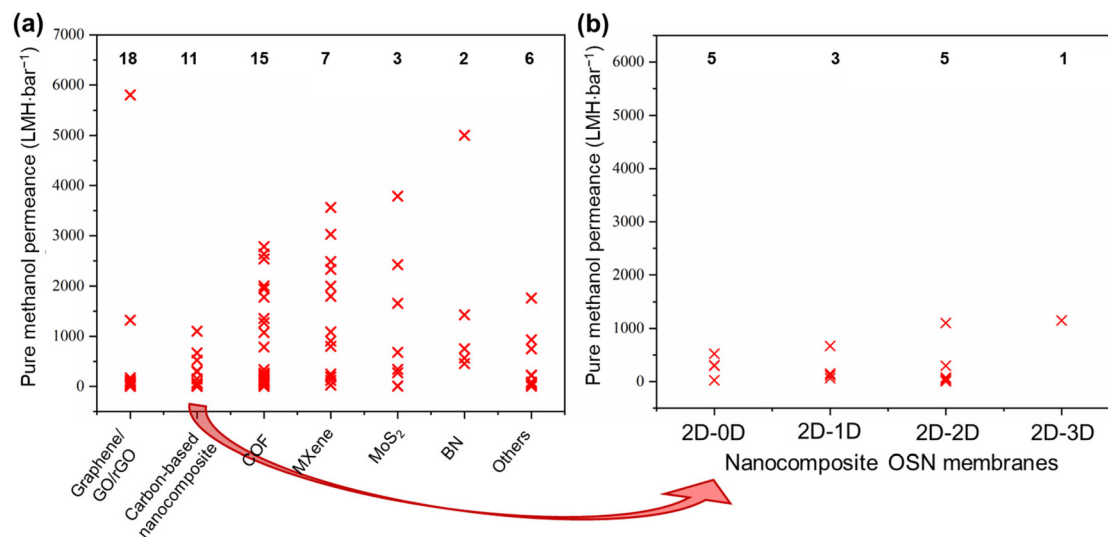 (a)
Pure methanol permeance (LMH·bar⁻¹)
7000
6000
5000
4000
3000
2000
1000
0
18 11 15 7 3 2 6
Graphene/
GO/rGO
Carbon-based
nanocomposite
COF
MXene
MoS₂
BN
Others
(b)
Pure methanol permeance (LMH·bar⁻¹)
6000
5000
4000
3000
2000
1000
0
5 3 5 1
2D-0D 2D-1D 2D-2D 2D-3D
Nanocomposite OSN membranes